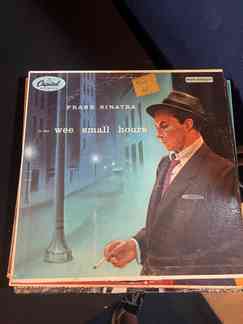 Capitol
FRANK SINATRA
in the wee small hours